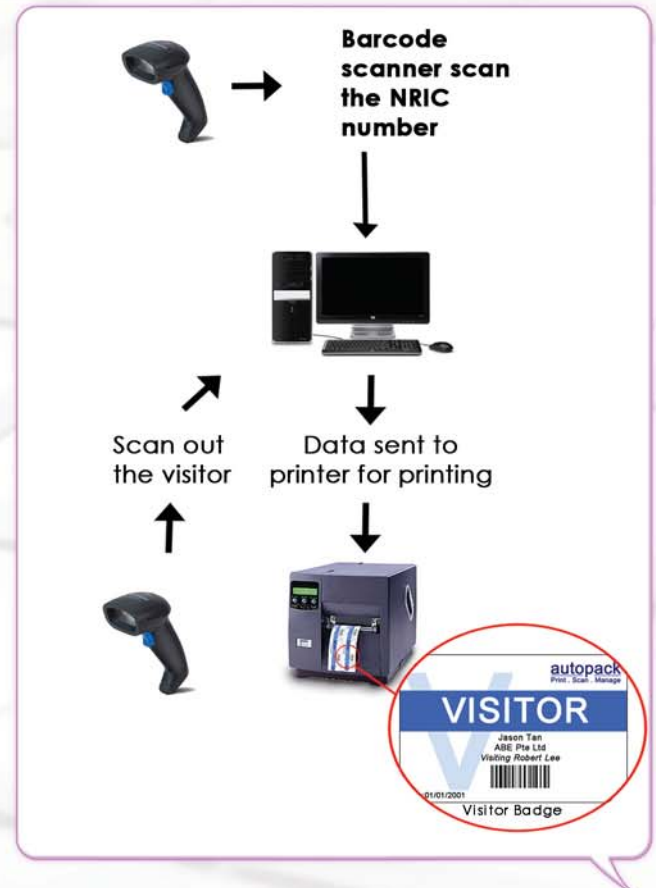 Barcode
scanner scan
the NRIC
number
Scan out
the visitor
Data sent to
printer for printing
autopack
Print . Scan . Manage
VISITOR
Jason Tan
ABE Pte Ltd
Visiting Robert Lee
01/01/2001
Visitor Badge